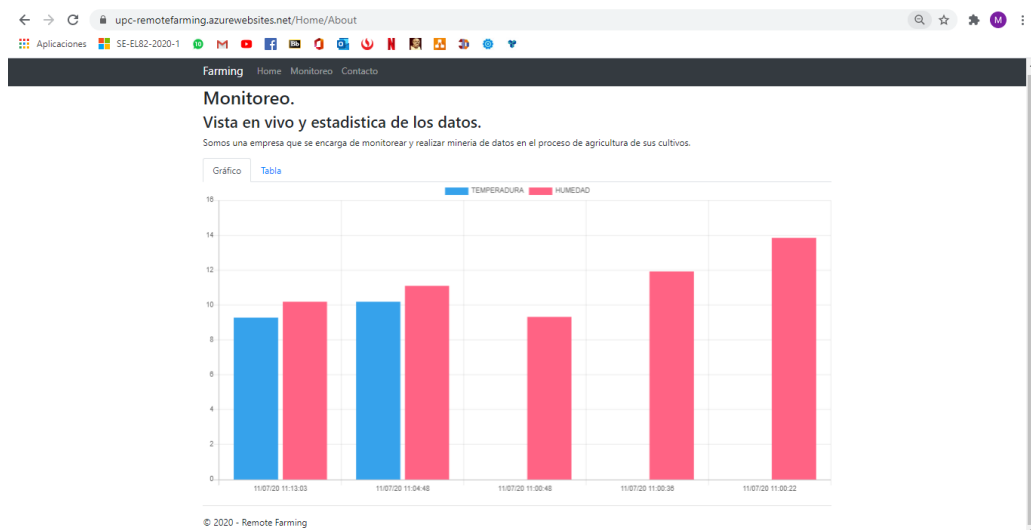 upc-remotefarming.azurewebsites.net/Home/About
M
Aplicaciones SE-EL82-2020-1
Bb
Farming Home Monitoreo Contacto
Monitoreo.
Vista en vivo y estadistica de los datos.
Somos una empresa que se encarga de monitorear y realizar mineria de datos en el proceso de agricultura de sus cultivos.
Gráfico Tabla
TEMPERADURA HUMEDAD
16
14
12
10
8
6
4
2
0
11/07/20 11:13:03 11/07/20 11:04:48 11/07/20 11:00:48 11/07/20 11:00:36 11/07/20 11:00:22
© 2020 - Remote Farming